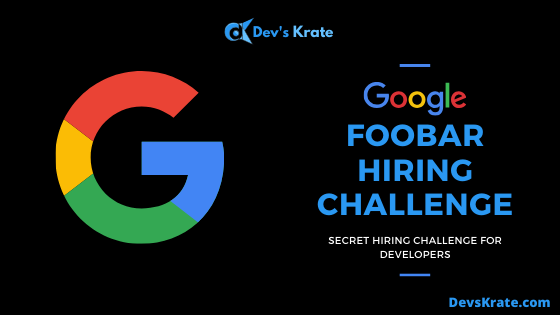 Dev's Krate
Google
FOOBAR
HIRING
CHALLENGE
SECRET HIRING CHALLENGE FOR
DEVELOPERS
DevsKrate.com